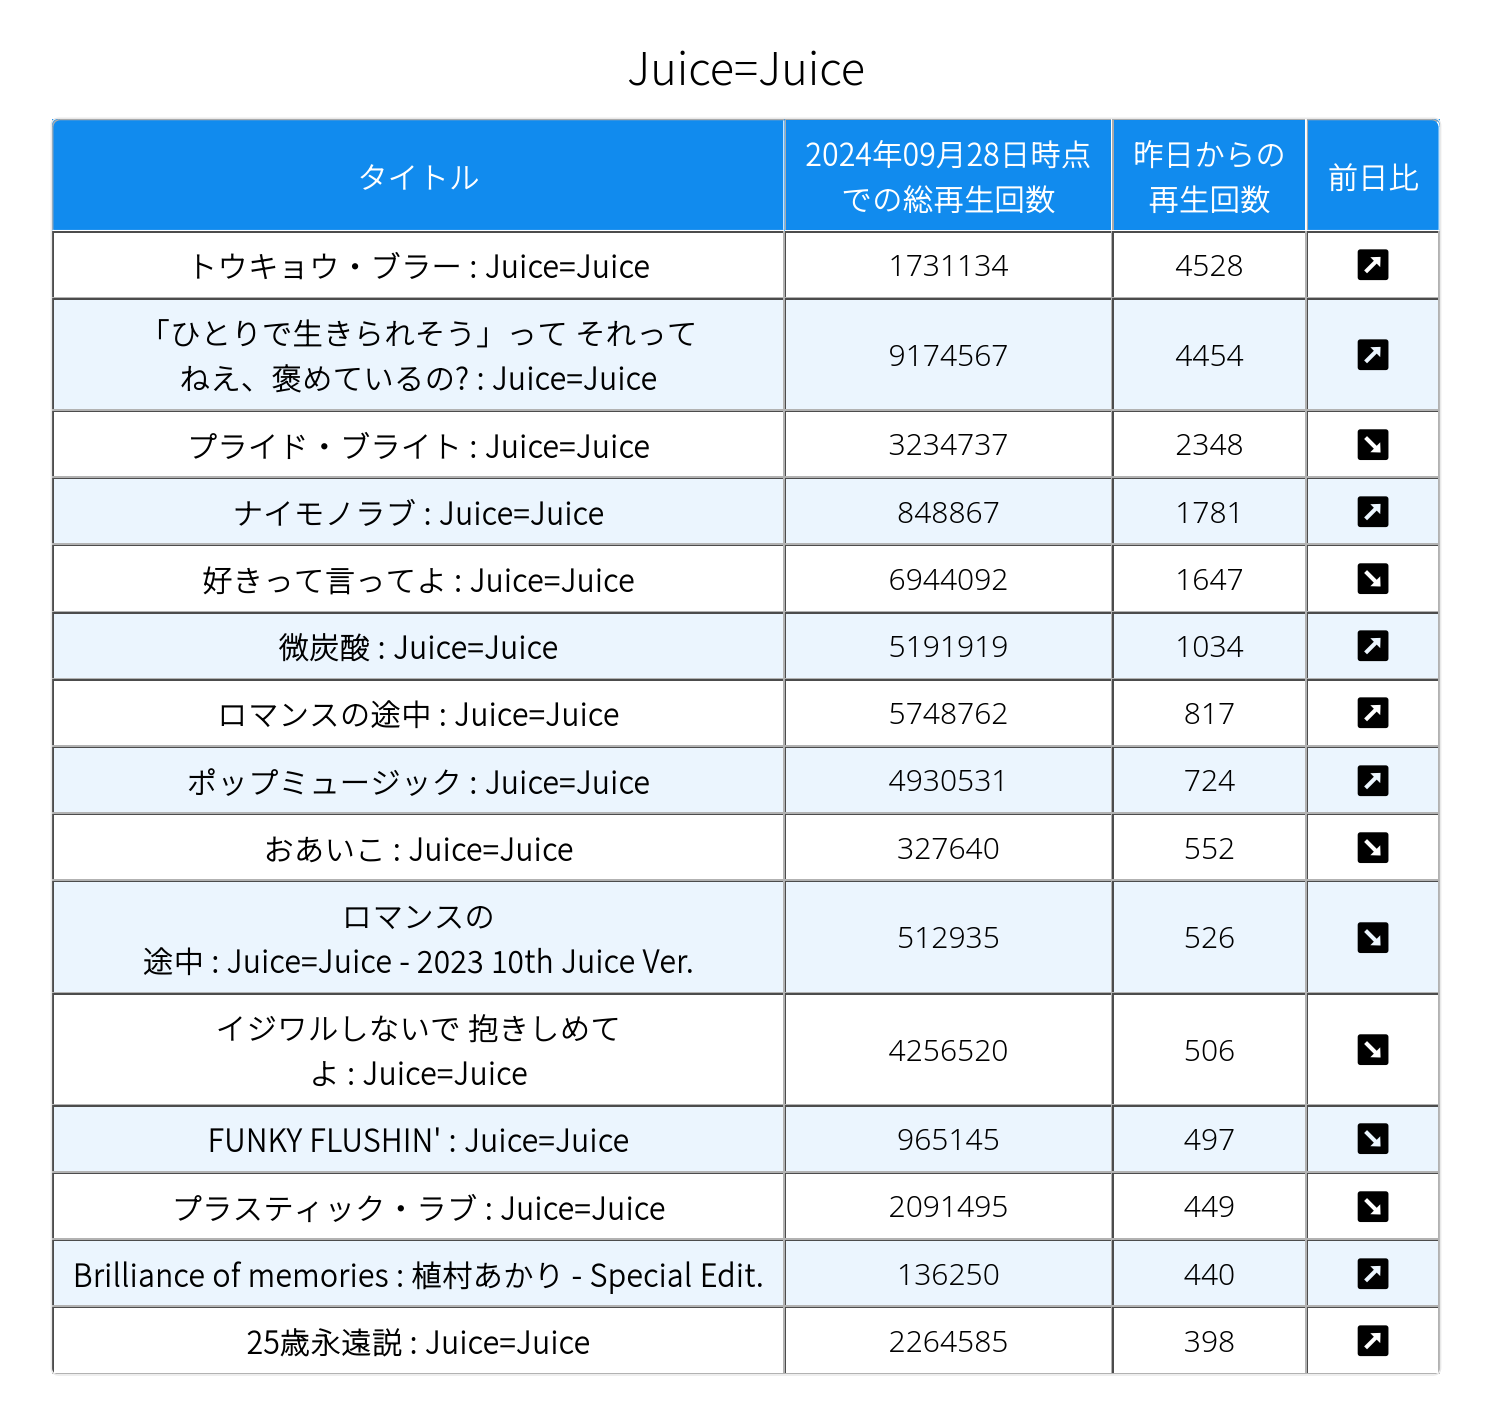 Juice=Juice
タイトル
2024年09月28日時点
での総再生回数
昨日からの
再生回数
前日比
トウキョウ・ブラー : Juice=Juice
1731134
4528
「ひとりで生きられそう」って それって
ねえ、褒めているの? : Juice=Juice
9174567
4454
プライド・ブライト : Juice=Juice
3234737
2348
ナイモノラブ : Juice=Juice
848867
1781
好きって言ってよ : Juice=Juice
6944092
1647
微炭酸 : Juice=Juice
5191919
1034
ロマンスの途中 : Juice=Juice
5748762
817
ポップミュージック : Juice=Juice
4930531
724
おあいこ : Juice=Juice
327640
552
ロマンスの
途中 : Juice=Juice - 2023 10th Juice Ver.
512935
526
イジワルしないで 抱きしめて
よ : Juice=Juice
4256520
506
FUNKY FLUSHIN' : Juice=Juice
965145
497
プラスティック・ラブ : Juice=Juice
2091495
449
Brilliance of memories : 植村あかり - Special Edit.
136250
440
25歳永遠説 : Juice=Juice
2264585
398